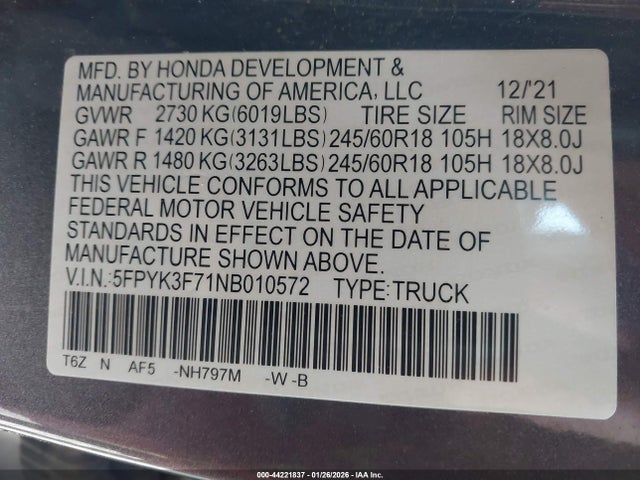 MFD. BY HONDA DEVELOPMENT &
MANUFACTURING OF AMERICA, LLC 12/'21
GVWR 2730 KG(6019LBS) TIRE SIZE RIM SIZE
GAWR F 1420 KG(3131LBS) 245/60R18 105H 18X8.0J
GAWR R 1480 KG(3263LBS) 245/60R18 105H 18X8.0J
THIS VEHICLE CONFORMS TO ALL APPLICABLE
FEDERAL MOTOR VEHICLE SAFETY
STANDARDS IN EFFECT ON THE DATE OF
MANUFACTURE SHOWN ABOVE.
V.I.N.:5FPYK3F71NB010572 TYPE:TRUCK
T6Z N AF5 -NH797M -W -B
000-44221837 - 01/26/2026 - IAA Inc.